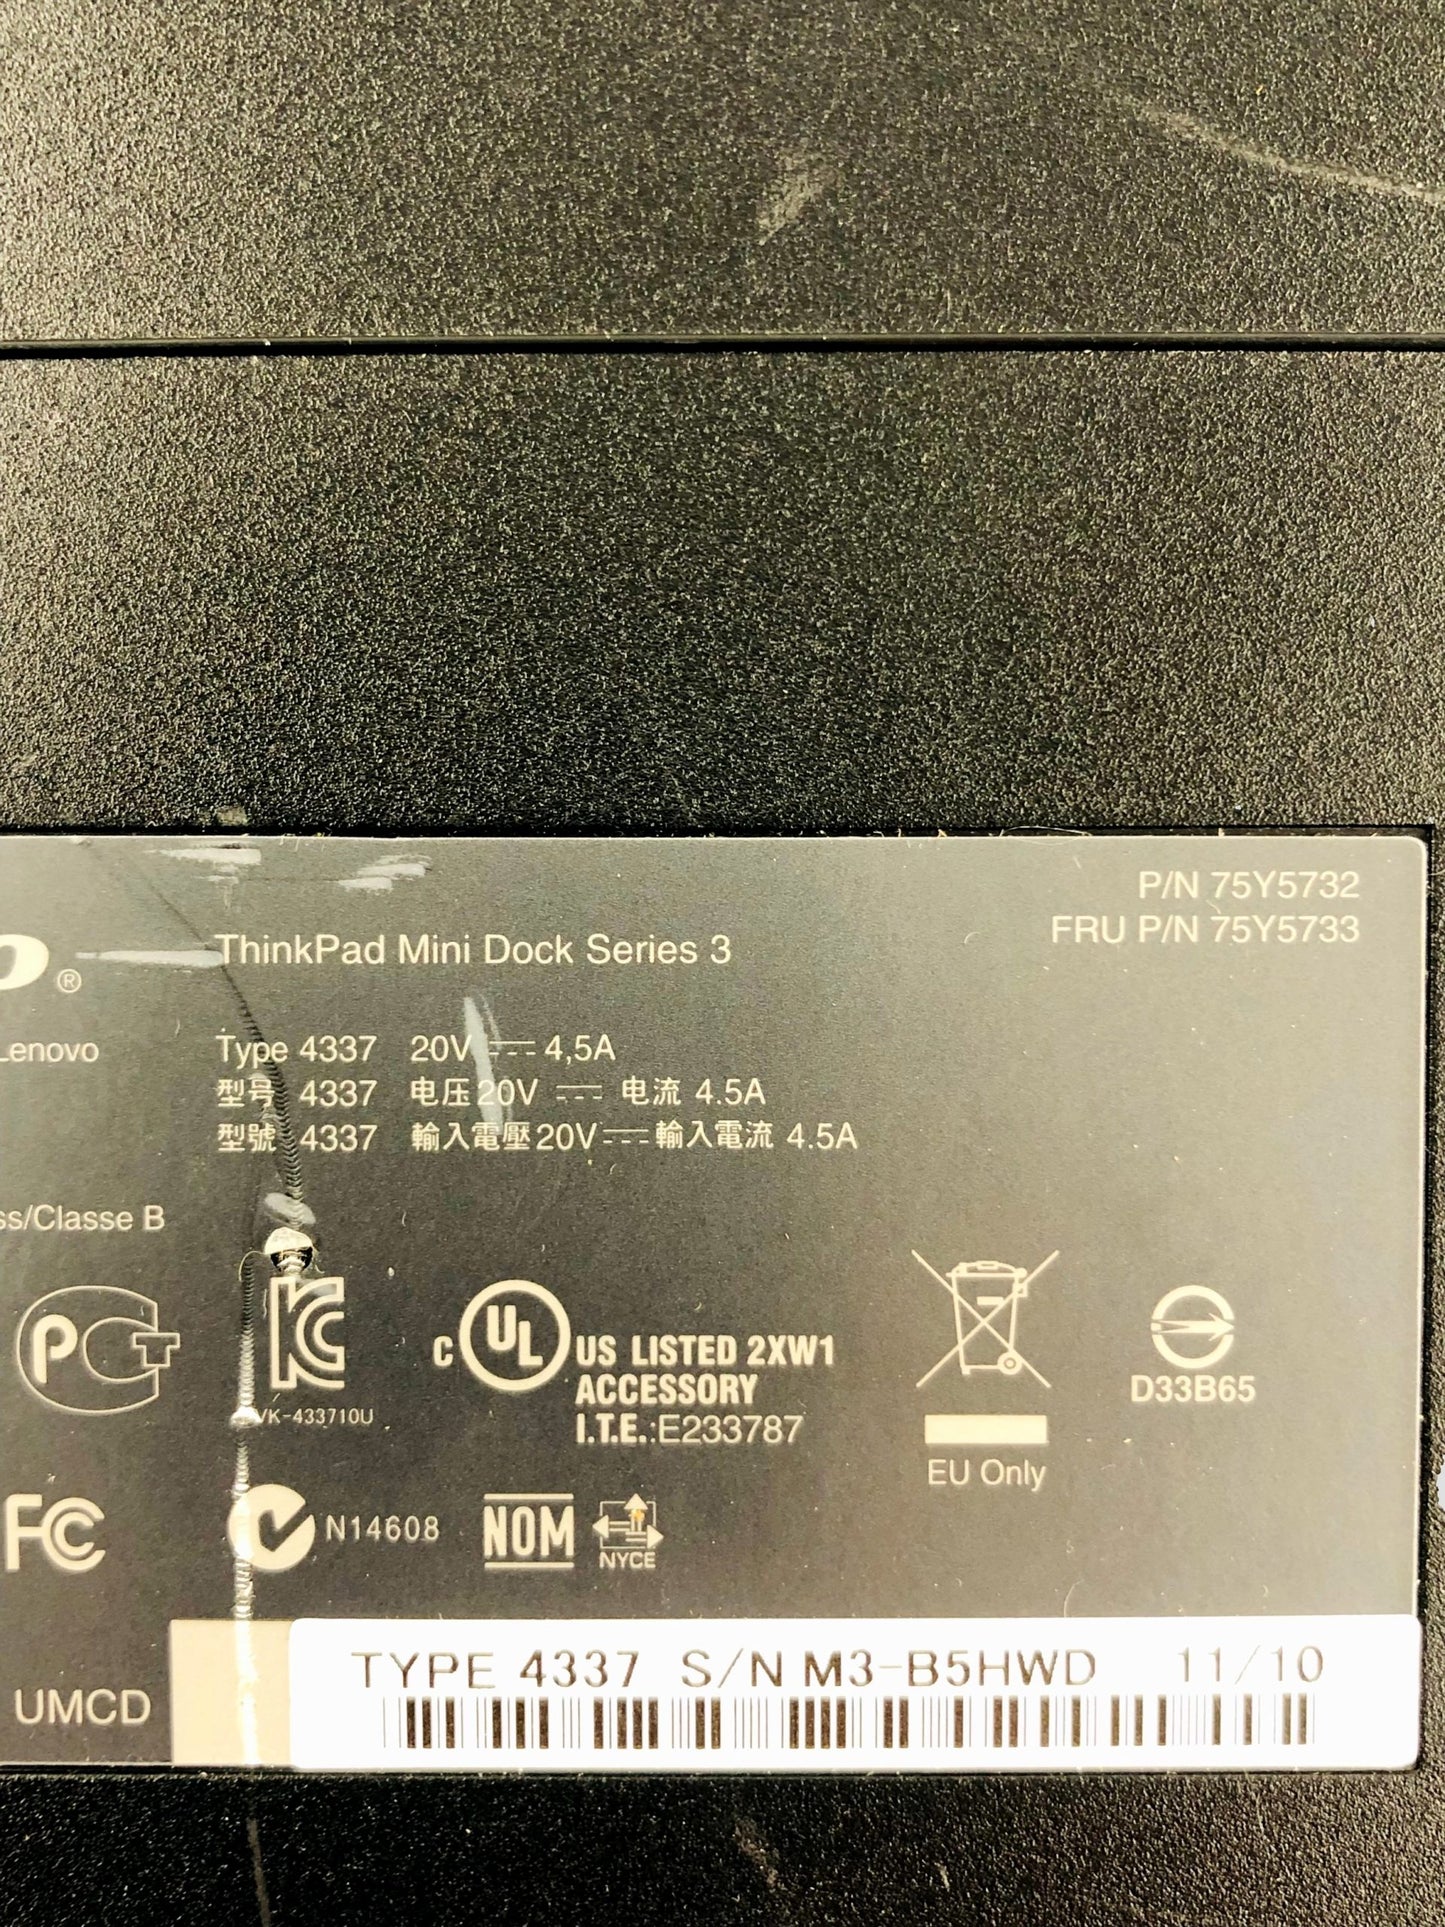 P/N 75Y5732
FRU P/N 75Y5733
ThinkPad Mini Dock Series 3
Lenovo
Type 4337 20V 4,5A
型号 4337 电压20V 电流 4.5A
型號 4337 輸入電壓20V 輸入電流 4.5A
ss/Classe B
C UL US LISTED 2XW1
ACCESSORY
I.T.E.:E233787
D33B65
VK-433710U
EU Only
FC
N14608
NOM
NYCE
TYPE 4337 S/N M3-B5HWD 11/10
UMCD